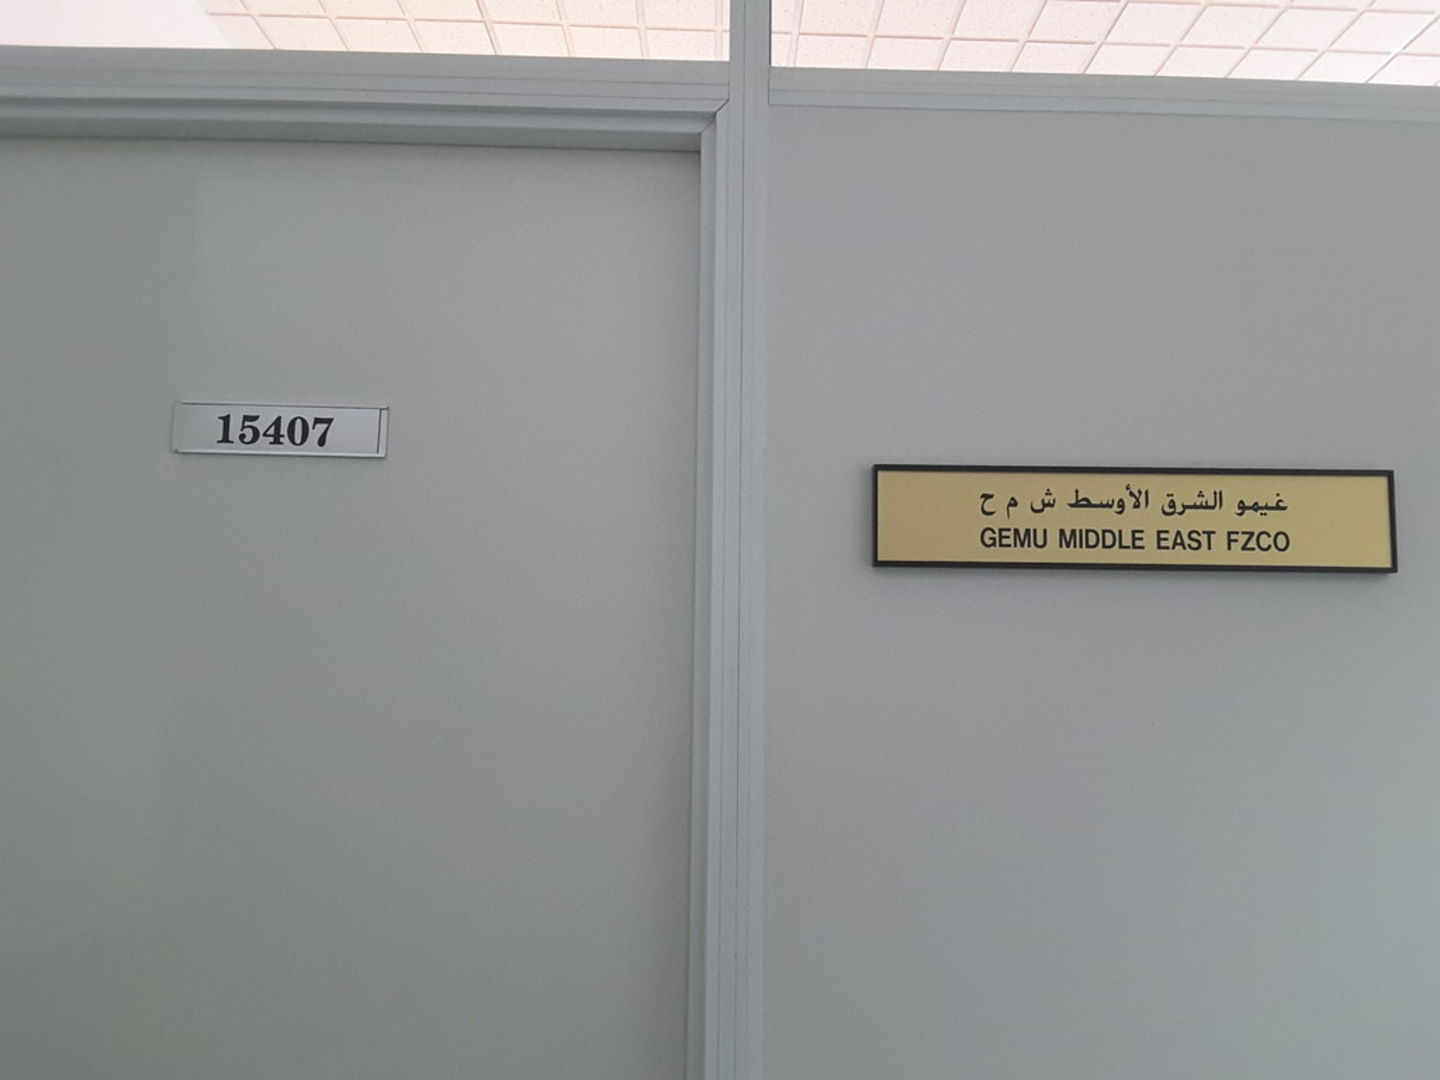 15407
غيمو الشرق الأوسط ش م ح
GEMU MIDDLE EAST FZCO